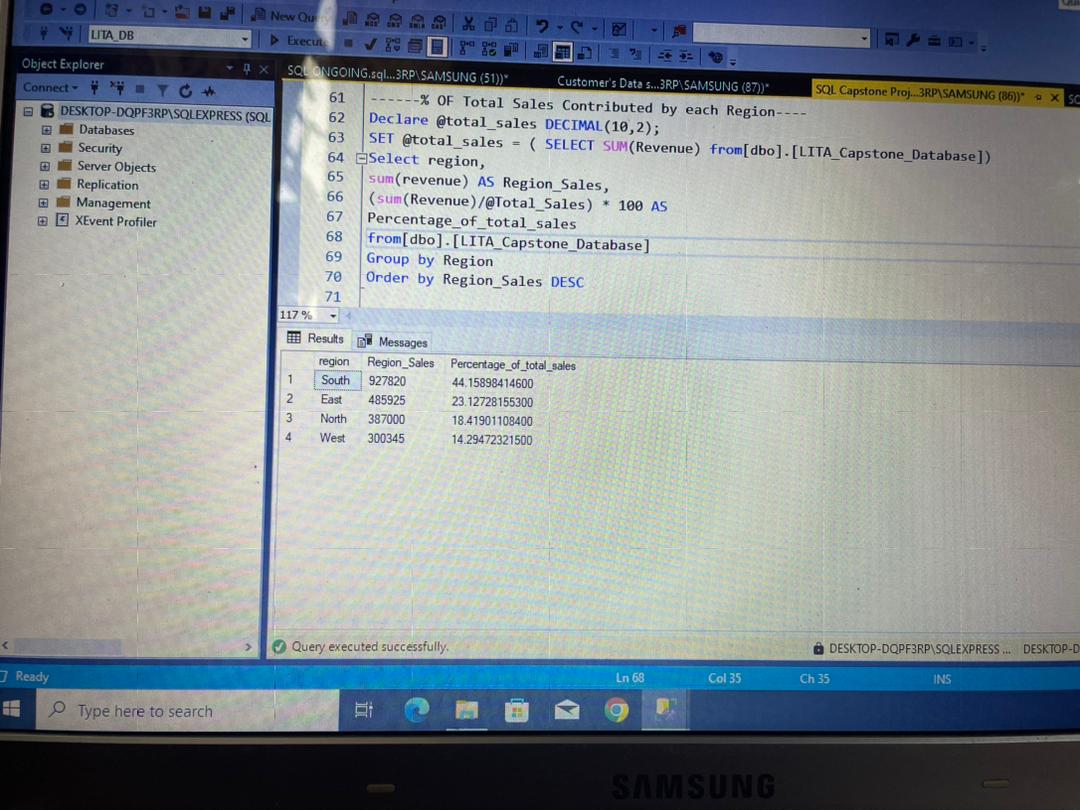 New Qu
LITA_DB
Execute
Object Explorer
Connect
DESKTOP-DQPF3RP\SQLEXPRESS (SQL
Databases
Security
Server Objects
Replication
Management
XEvent Profiler
SQL ONGOING.sql...3RP\SAMSUNG (51))*
Customer's Data s...3RP\SAMSUNG (87))*
SQL Capstone Proj...3RP\SAMSUNG (86))*
61 ------% OF Total Sales Contributed by each Region----
62 Declare @total_sales DECIMAL(10,2);
63 SET @total_sales = ( SELECT SUM(Revenue) from[dbo].[LITA_Capstone_Database])
64 Select region,
65 sum(revenue) AS Region_Sales,
66 (sum(Revenue)/@Total_Sales) * 100 AS
67 Percentage_of_total_sales
68 from[dbo].[LITA_Capstone_Database]
69 Group by Region
70 Order by Region_Sales DESC
71
117 %
Results Messages
region Region_Sales Percentage_of_total_sales
1 South 927820 44.15898414600
2 East 485925 23.12728155300
3 North 387000 18.41901108400
4 West 300345 14.29472321500
Query executed successfully.
DESKTOP-DQPF3RP\SQLEXPRESS ... DESKTOP-D
Ready Ln 68 Col 35 Ch 35 INS
Type here to search
SAMSUNG